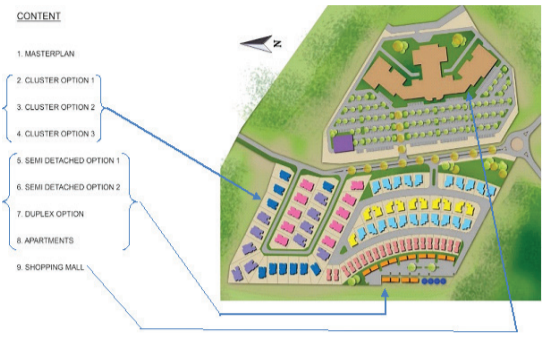 CONTENT
N
1. MASTERPLAN
2. CLUSTER OPTION 1
3. CLUSTER OPTION 2
4. CLUSTER OPTION 3
5. SEMI DETACHED OPTION 1
6. SEMI DETACHED OPTION 2
7. DUPLEX OPTION
8. APARTMENTS
9. SHOPPING MALL